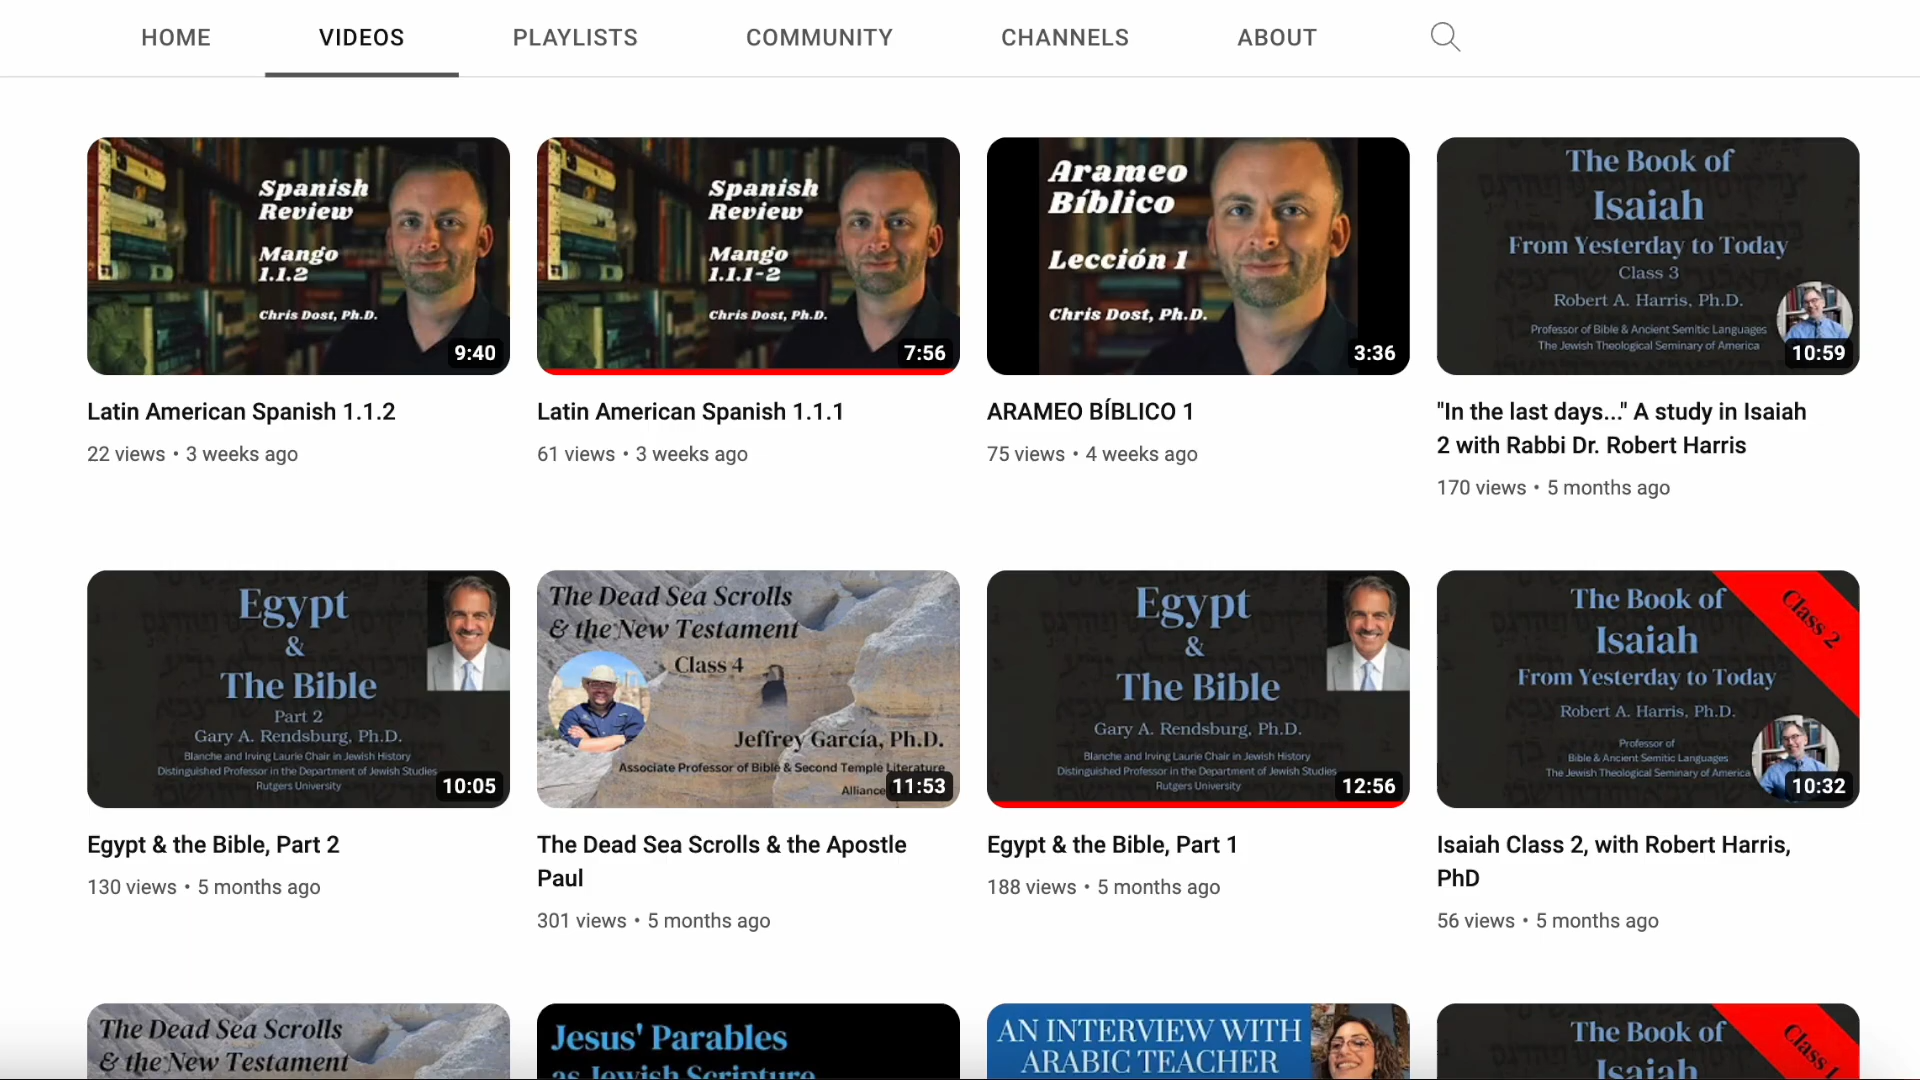 HOME VIDEOS PLAYLISTS COMMUNITY CHANNELS ABOUT
Spanish
Review
Mango
1.1.2
Chris Dost, Ph.D.
9:40
Latin American Spanish 1.1.2
22 views • 3 weeks ago
Spanish
Review
Mango
1.1.1-2
Chris Dost, Ph.D.
7:56
Latin American Spanish 1.1.1
61 views • 3 weeks ago
Arameo
Bíblico
Lección 1
Chris Dost, Ph.D.
3:36
ARAMEO BÍBLICO 1
75 views • 4 weeks ago
The Book of
Isaiah
From Yesterday to Today
Class 3
Robert A. Harris, Ph.D.
Professor of Bible & Ancient Semitic Languages
The Jewish Theological Seminary of America
10:59
"In the last days..." A study in Isaiah
2 with Rabbi Dr. Robert Harris
170 views • 5 months ago
Egypt
&
The Bible
Part 2
Gary A. Rendsburg, Ph.D.
Blanche and Irving Laurie Chair in Jewish History
Distinguished Professor in the Department of Jewish Studies
Rutgers University
10:05
Egypt & the Bible, Part 2
130 views • 5 months ago
The Dead Sea Scrolls
& the New Testament
Class 4
Jeffrey García, Ph.D.
Associate Professor of Bible & Second Temple Literature
Alliance
11:53
The Dead Sea Scrolls & the Apostle
Paul
301 views • 5 months ago
Egypt
&
The Bible
Gary A. Rendsburg, Ph.D.
Blanche and Irving Laurie Chair in Jewish History
Distinguished Professor in the Department of Jewish Studies
Rutgers University
12:56
Egypt & the Bible, Part 1
188 views • 5 months ago
Class 2
The Book of
Isaiah
From Yesterday to Today
Robert A. Harris, Ph.D.
Professor of
Bible & Ancient Semitic Languages
The Jewish Theological Seminary of America
10:32
Isaiah Class 2, with Robert Harris,
PhD
56 views • 5 months ago
The Dead Sea Scrolls
& the New Testament
Jesus' Parables
as Jewish Scripture
AN INTERVIEW WITH
ARABIC TEACHER
The Book of
Isaiah
Class 1